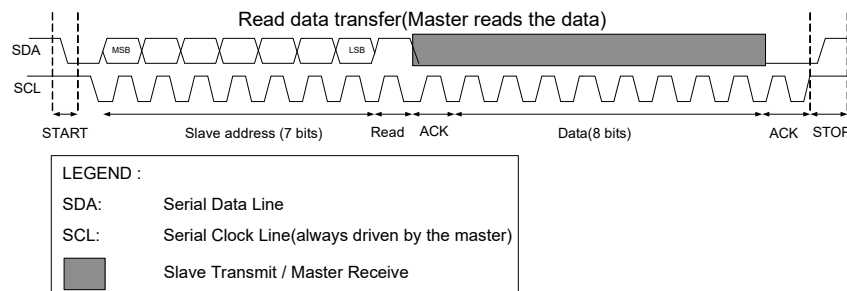 Read data transfer(Master reads the data)
SDA
MSB
LSB
SCL
START
Slave address (7 bits)
Read
ACK
Data(8 bits)
ACK
STOP
LEGEND :
SDA: Serial Data Line
SCL: Serial Clock Line(always driven by the master)
Slave Transmit / Master Receive